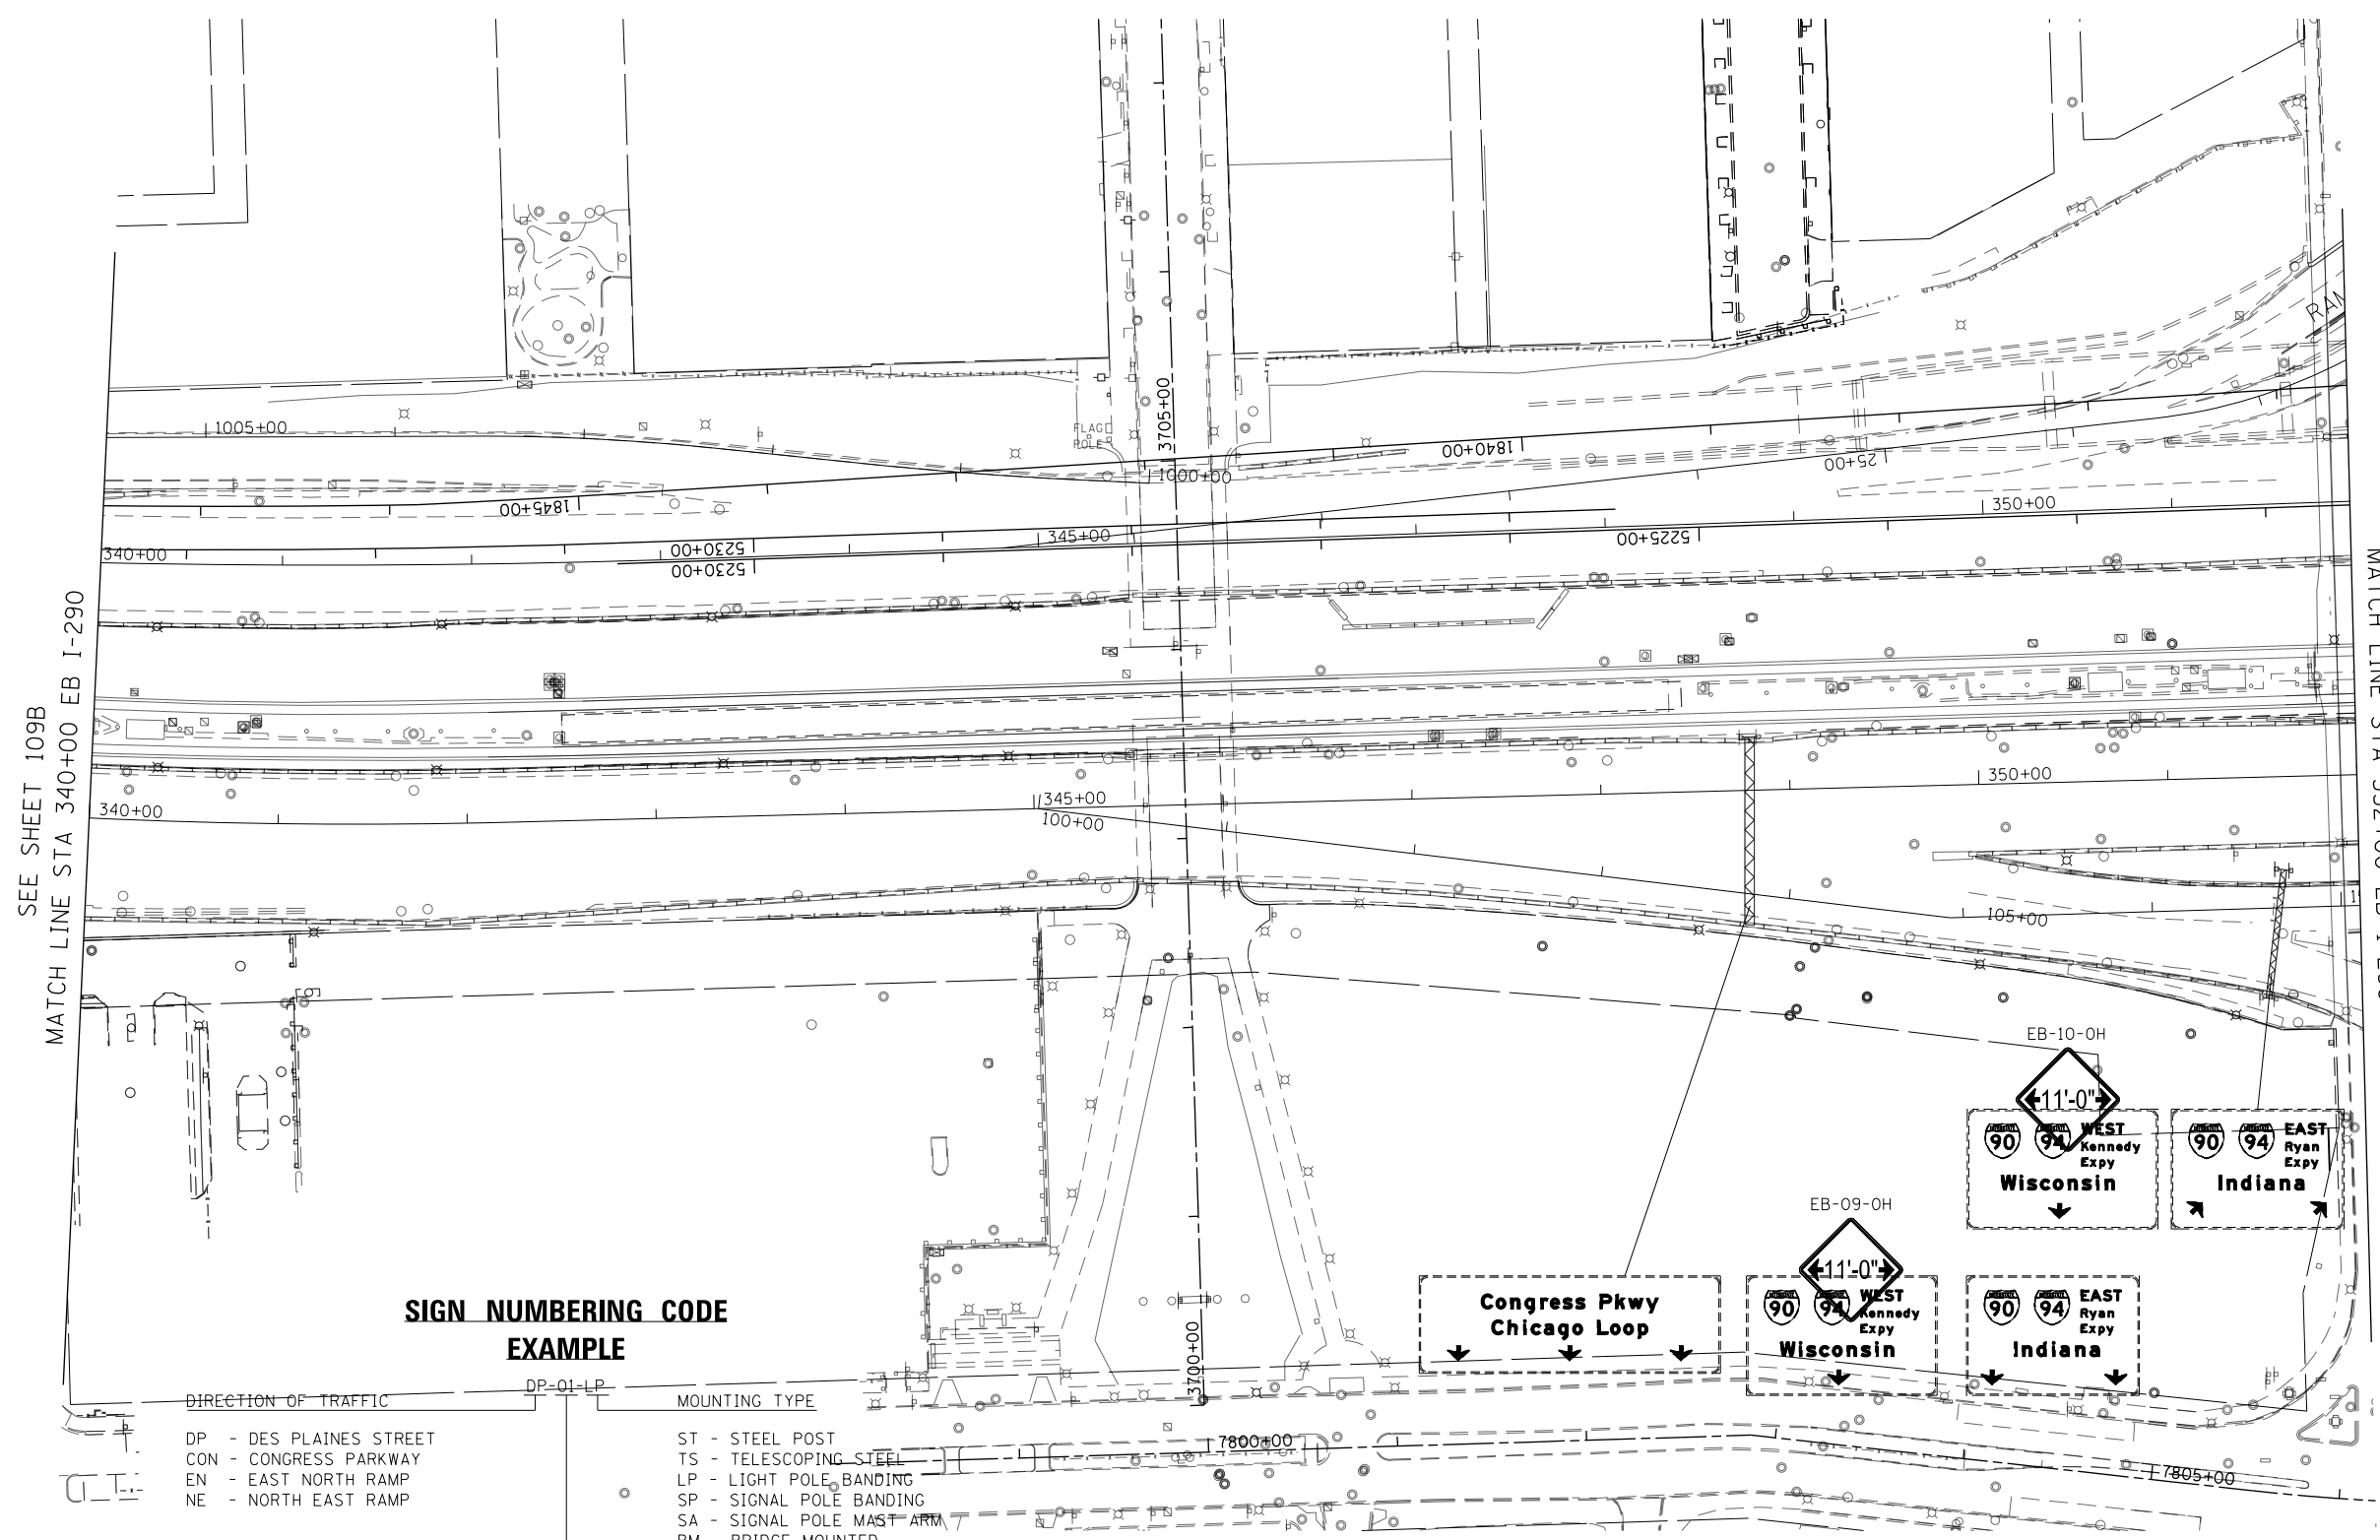 RAM
3705+00
1005+00
FLAG
POLE
1840+00
1000+00
25+00
1845+00
350+00
340+00
5230+00
345+00
5225+00
5230+00
SEE SHEET 109B
MATCH LINE STA 340+00 EB I-290
MATCH LINE STA
350+00
340+00
345+00
100+00
105+00
EB-10-OH
11'-0"
90 94 WEST
Kennedy
Expy
Wisconsin
90 94 EAST
Ryan
Expy
Indiana
EB-09-OH
11'-0"
Congress Pkwy
Chicago Loop
90 94 WEST
Kennedy
Expy
Wisconsin
90 94 EAST
Ryan
Expy
Indiana
3700+00
SIGN NUMBERING CODE
EXAMPLE
DP-01-LP
DIRECTION OF TRAFFIC
DP - DES PLAINES STREET
CON - CONGRESS PARKWAY
EN - EAST NORTH RAMP
NE - NORTH EAST RAMP
MOUNTING TYPE
ST - STEEL POST
TS - TELESCOPING STEEL
LP - LIGHT POLE BANDING
SP - SIGNAL POLE BANDING
SA - SIGNAL POLE MAST ARM
BM - BRIDGE MOUNTED
7800+00
7805+00